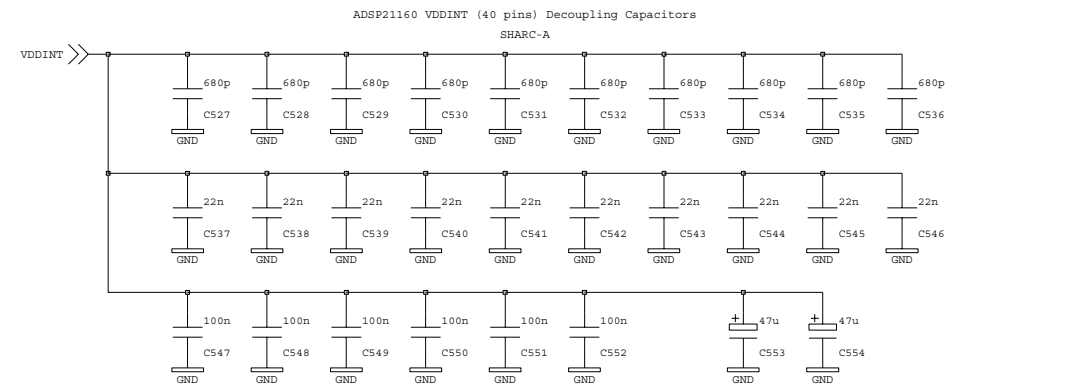 ADSP21160 VDDINT (40 pins) Decoupling Capacitors
SHARC-A
VDDINT
680p 680p 680p 680p 680p 680p 680p 680p 680p 680p
C527 C528 C529 C530 C531 C532 C533 C534 C535 C536
GND GND GND GND GND GND GND GND GND GND
22n 22n 22n 22n 22n 22n 22n 22n 22n 22n
C537 C538 C539 C540 C541 C542 C543 C544 C545 C546
GND GND GND GND GND GND GND GND GND GND
100n 100n 100n 100n 100n 100n + 47u + 47u
C547 C548 C549 C550 C551 C552 C553 C554
GND GND GND GND GND GND GND GND